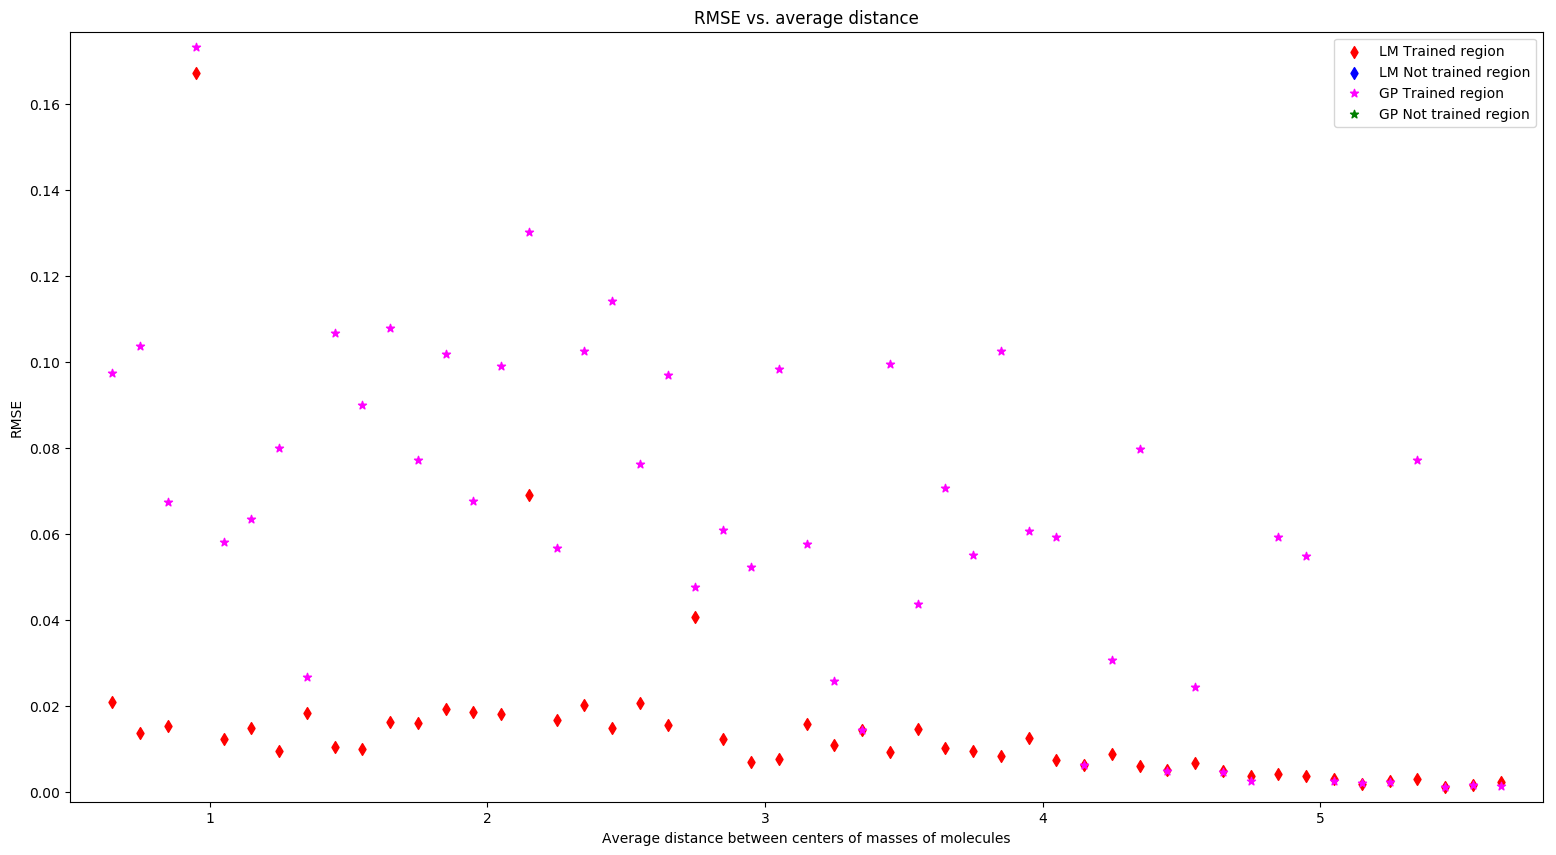 RMSE vs. average distance
LM Trained region
LM Not trained region
GP Trained region
GP Not trained region
RMSE
0.16
0.14
0.12
0.10
0.08
0.06
0.04
0.02
0.00
1 2 3 4 5
Average distance between centers of masses of molecules